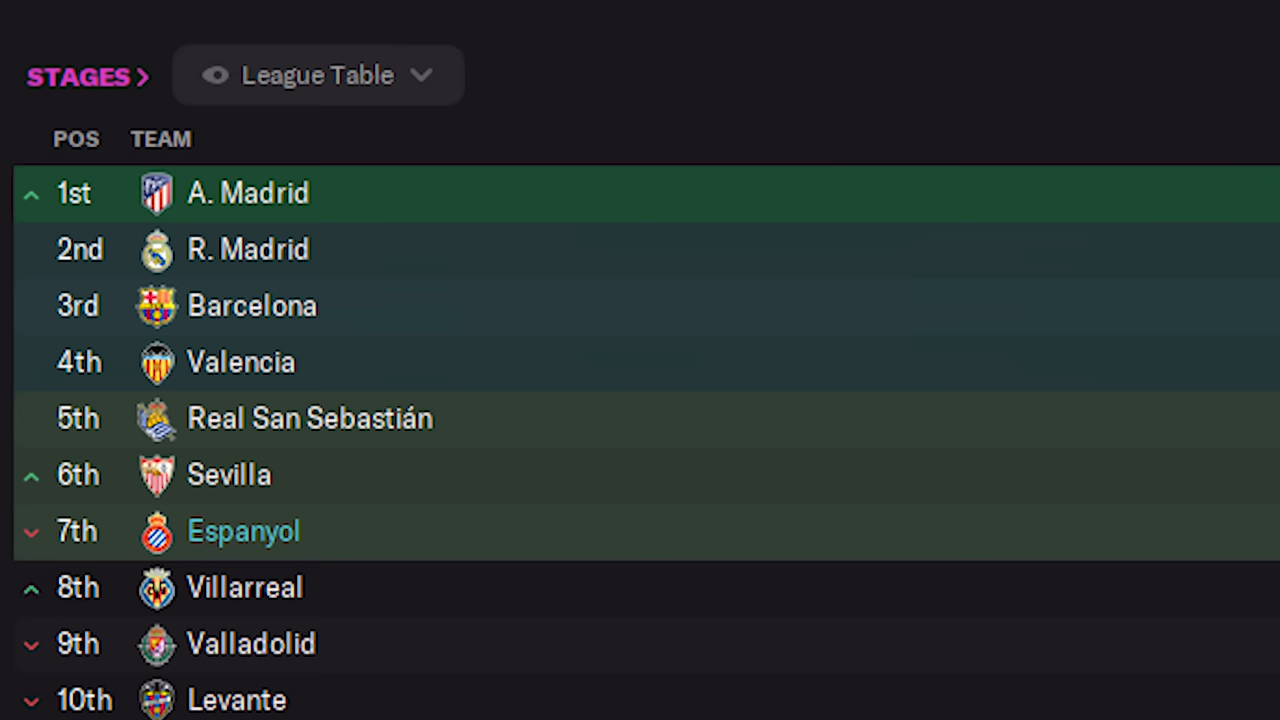 STAGES > League Table
POS TEAM
1st A. Madrid
2nd R. Madrid
3rd Barcelona
4th Valencia
5th Real San Sebastián
6th Sevilla
7th Espanyol
8th Villarreal
9th Valladolid
10th Levante